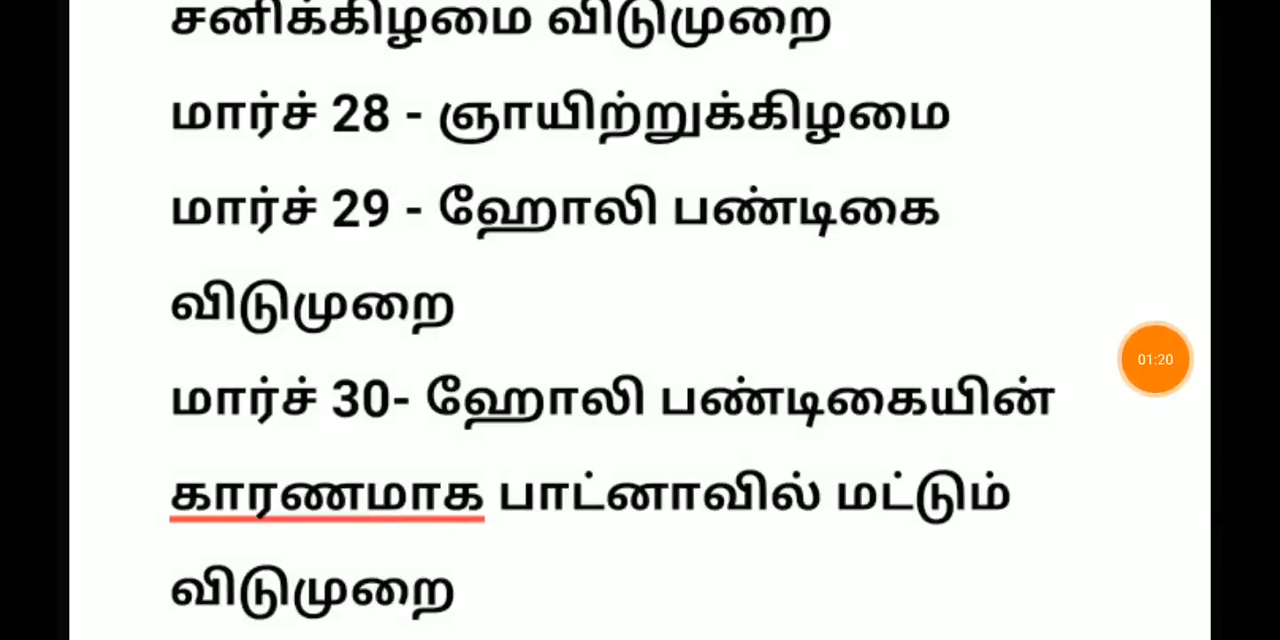 சனிக்கிழமை விடுமுறை
மார்ச் 28 - ஞாயிற்றுக்கிழமை
மார்ச் 29 - ஹோலி பண்டிகை
விடுமுறை
01:20
மார்ச் 30- ஹோலி பண்டிகையின்
காரணமாக பாட்னாவில் மட்டும்
விடுமுறை